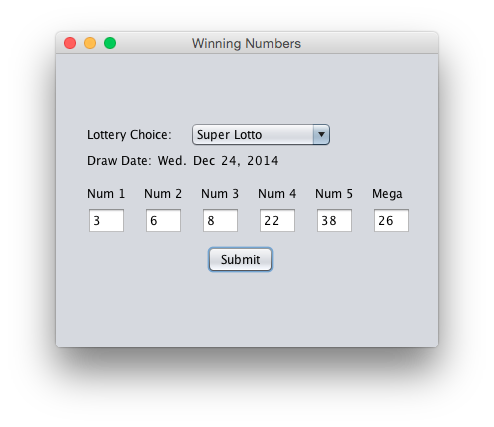 Winning Numbers
Lottery Choice: Super Lotto
Draw Date: Wed. Dec 24, 2014
Num 1 Num 2 Num 3 Num 4 Num 5 Mega
3 6 8 22 38 26
Submit